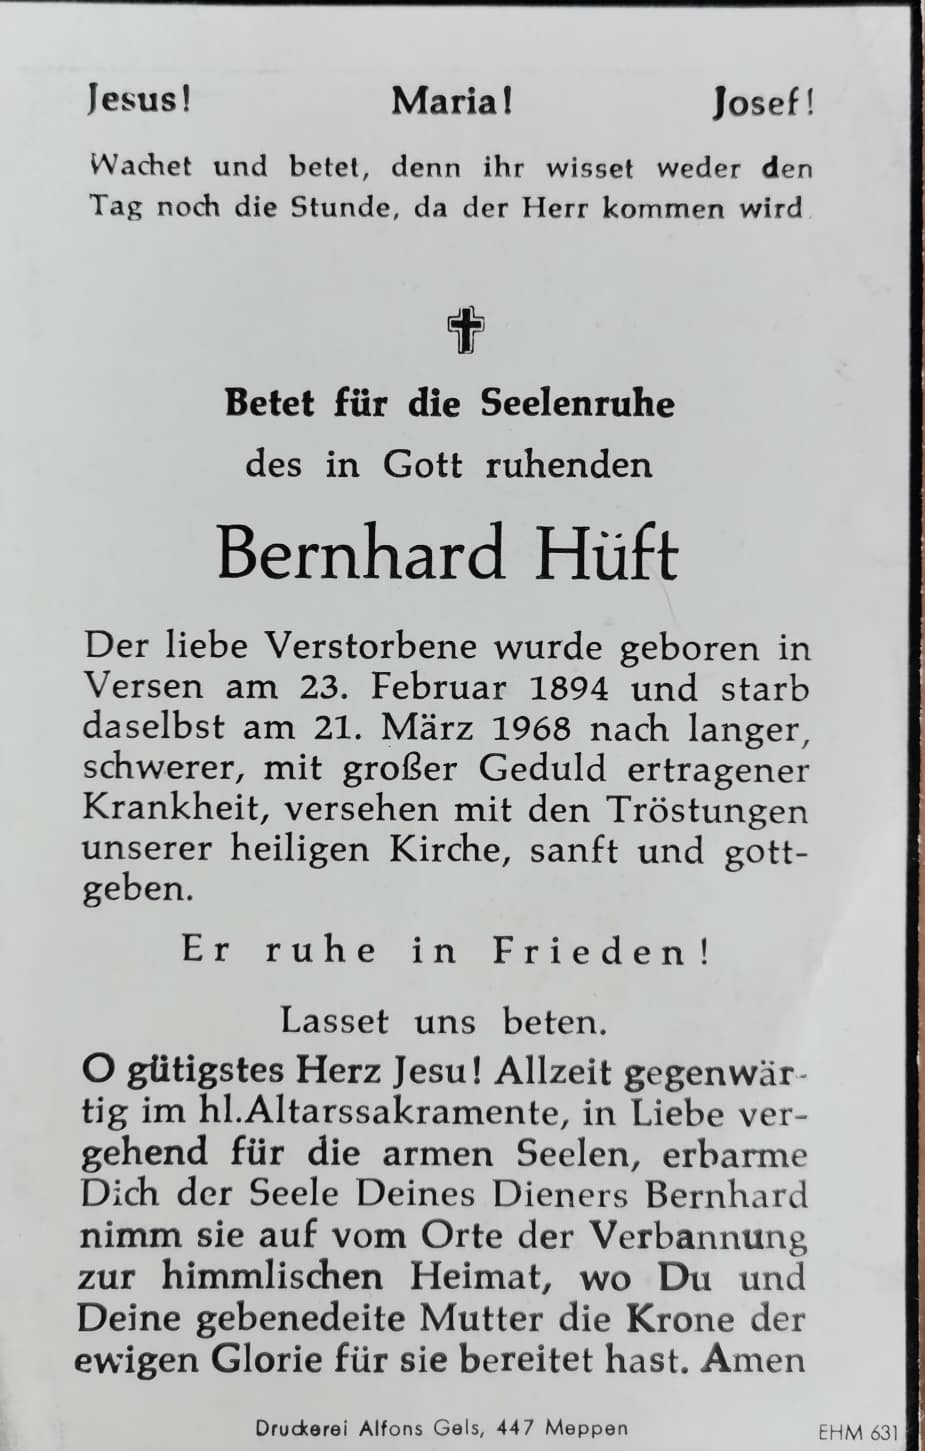 Jesus! Maria! Josef!
Wachet und betet, denn ihr wisset weder den
Tag noch die Stunde, da der Herr kommen wird.
Betet für die Seelenruhe
des in Gott ruhenden
Bernhard Hüft
Der liebe Verstorbene wurde geboren in
Versen am 23. Februar 1894 und starb
daselbst am 21. März 1968 nach langer,
schwerer, mit großer Geduld ertragener
Krankheit, versehen mit den Tröstungen
unserer heiligen Kirche, sanft und gott-
geben.
Er ruhe in Frieden!
Lasset uns beten.
O gütigstes Herz Jesu! Allzeit gegenwär-
tig im hl.Altarssakramente, in Liebe ver-
gehend für die armen Seelen, erbarme
Dich der Seele Deines Dieners Bernhard
nimm sie auf vom Orte der Verbannung
zur himmlischen Heimat, wo Du und
Deine gebenedeite Mutter die Krone der
ewigen Glorie für sie bereitet hast. Amen
Druckerei Alfons Gels, 447 Meppen
EHM 631